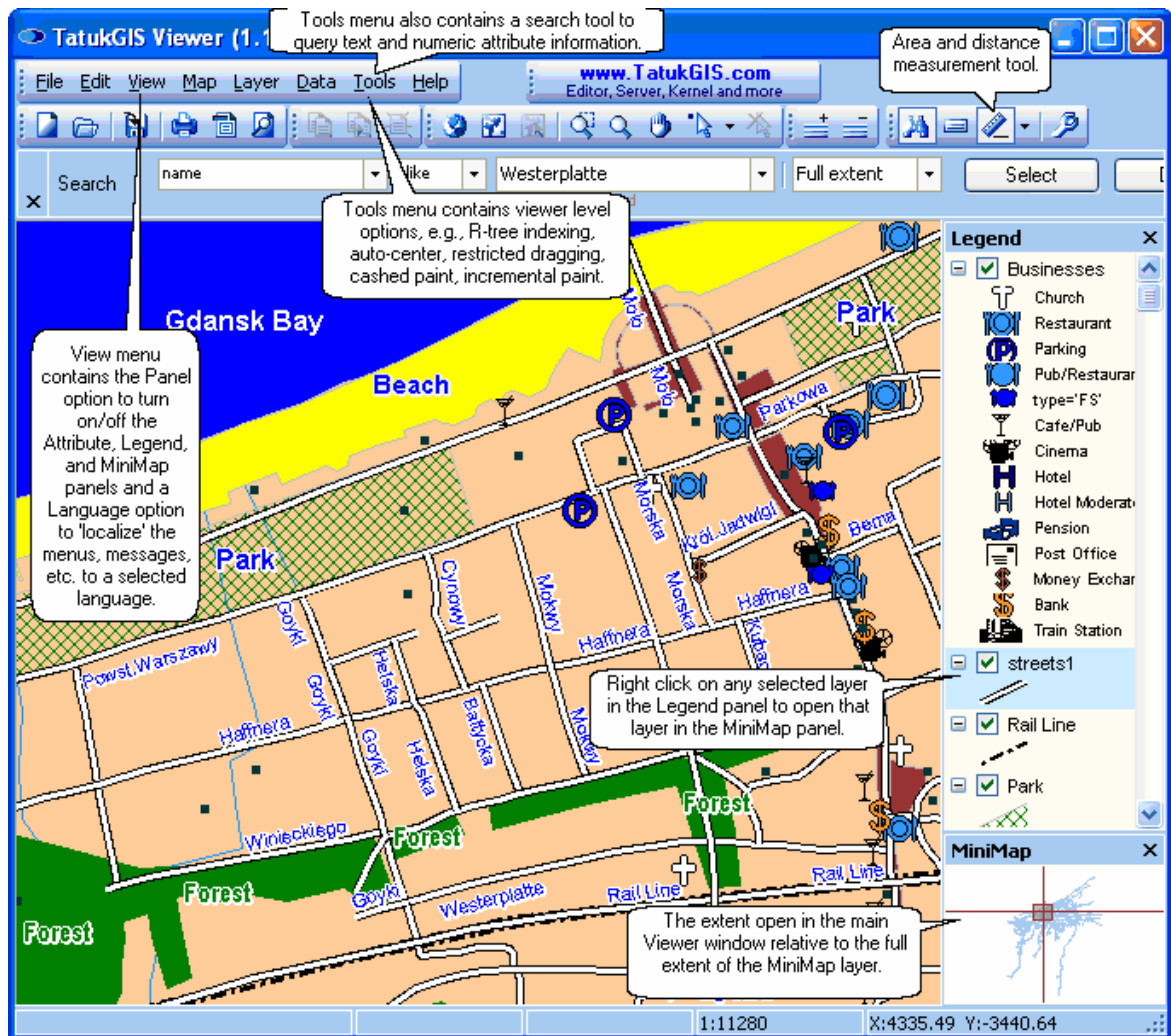 TatukGIS Viewer (1.1
Tools menu also contains a search tool to
query text and numeric attribute information.
Area and distance
measurement tool.
File Edit View Map Layer Data Tools Help
www.TatukGIS.com
Editor, Server, Kernel and more
Search
name
like
Westerplatte
Full extent
Select
Tools menu contains viewer level
options, e.g., R-tree indexing,
auto-center, restricted dragging,
cashed paint, incremental paint.
View menu
contains the Panel
option to turn
on/off the
Attribute, Legend,
and MiniMap
panels and a
Language option
to 'localize' the
menus, messages,
etc. to a selected
language.
Gdansk Bay
Beach
Park
Park
Molo
Molo
Parkowa
Morska
Król.Jadwigi
Berna
Morska
Haffnera
Cynowy
Mokwy
Haffnera
Goyki
Powst.Warszawy
Helska
Goyki
Bałtycka
Haffnera
Helska
Mokwy
Goyki
Winieckiego
Forest
Forest
Forest
Forest
Goyki
Westerplatte
Rail Line
Rail Line
Right click on any selected layer
in the Legend panel to open that
layer in the MiniMap panel.
The extent open in the main
Viewer window relative to the full
extent of the MiniMap layer.
Legend
Businesses
Church
Restaurant
Parking
Pub/Restaurar
type='FS'
Cafe/Pub
Cinema
Hotel
Hotel Moderat
Pension
Post Office
Money Exchar
Bank
Train Station
streets1
Rail Line
Park
MiniMap
1:11280
X:4335.49 Y:-3440.64